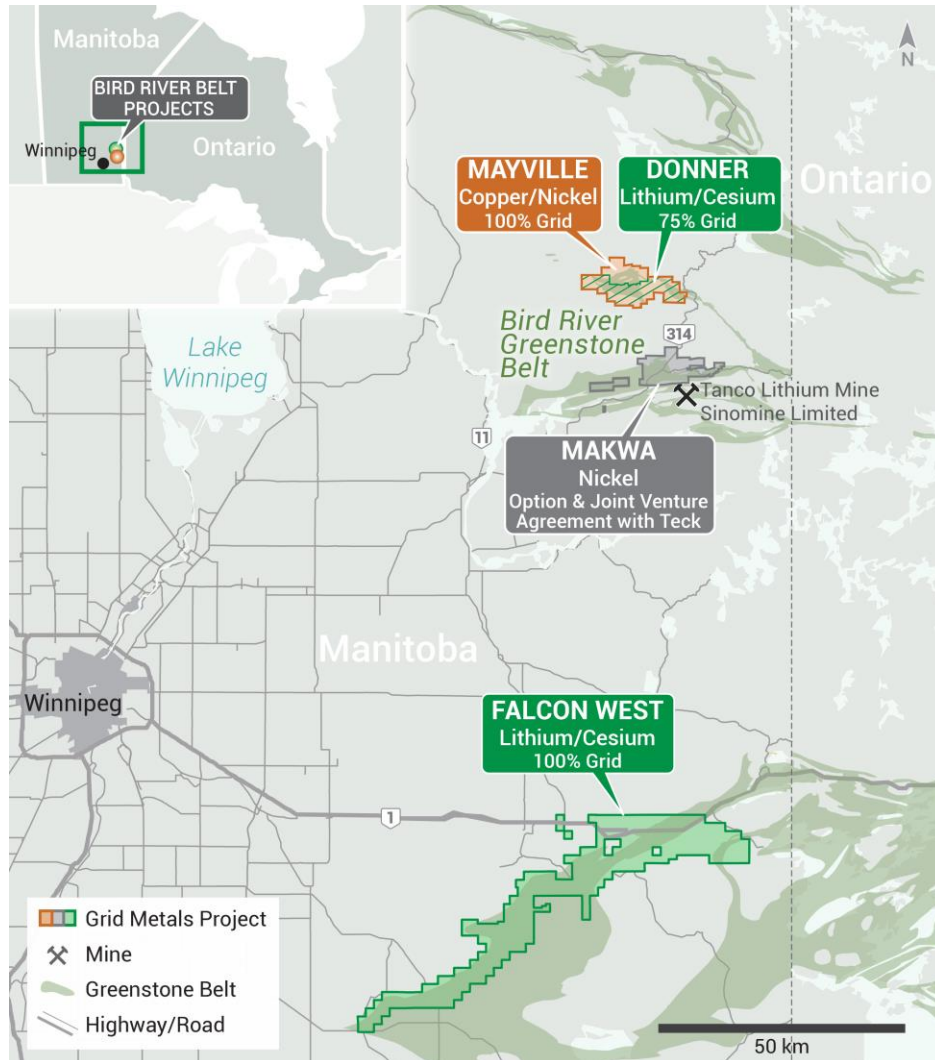 Manitoba
BIRD RIVER BELT
PROJECTS
Winnipeg
Ontario
N
MAYVILLE
Copper/Nickel
100% Grid
DONNER
Lithium/Cesium
75% Grid
Ontario
Lake
Winnipeg
Bird River
Greenstone
Belt
314
Tanco Lithium Mine
Sinomine Limited
11
MAKWA
Nickel
Option & Joint Venture
Agreement with Teck
Manitoba
Winnipeg
FALCON WEST
Lithium/Cesium
100% Grid
1
Grid Metals Project
Mine
Greenstone Belt
Highway/Road
50 km